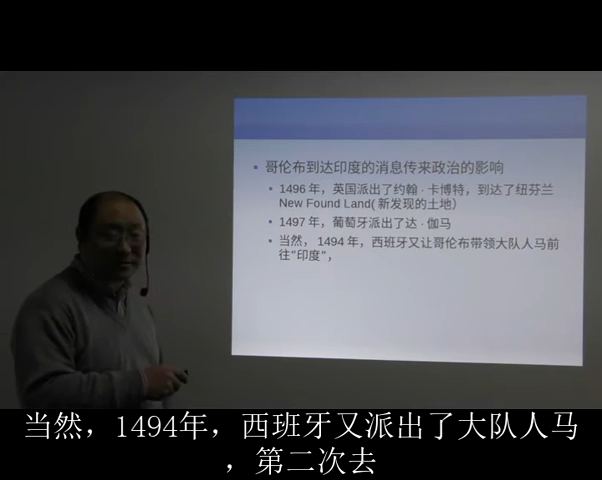 哥伦布到达印度的消息传来政治的影响
1496 年，英国派出了约翰 · 卡博特，到达了纽芬兰
New Found Land( 新发现的土地）
1497 年，葡萄牙派出了达 · 伽马
当然， 1494 年，西班牙又让哥伦布带领大队人马前
往“印度”，
当然，1494年，西班牙又派出了大队人马
，第二次去